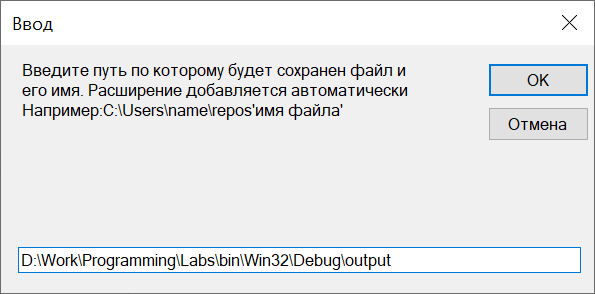 Ввод
Введите путь по которому будет сохранен файл и
его имя. Расширение добавляется автоматически
Например:C:\Users\name\repos'имя файла'
OK
Отмена
D:\Work\Programming\Labs\bin\Win32\Debug\output